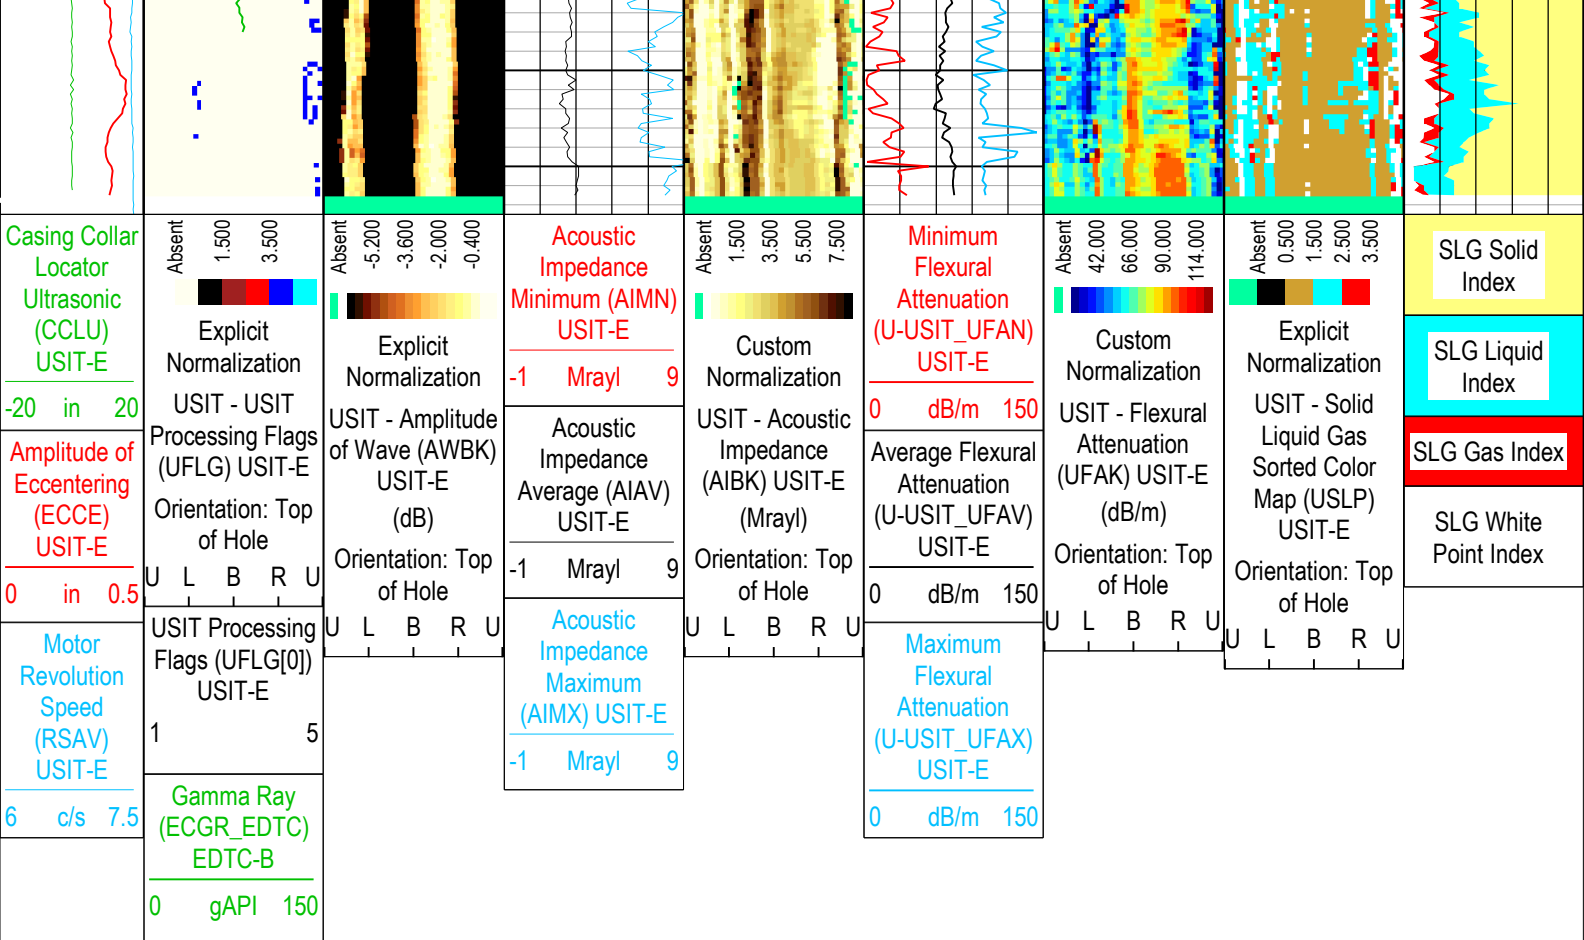 Casing Collar
Locator
Ultrasonic
(CCLU)
USIT-E
-20 in 20
Amplitude of
Eccentering
(ECCE)
USIT-E
0 in 0.5
Motor
Revolution
Speed
(RSAV)
USIT-E
6 c/s 7.5
Absent 1.500 3.500
Explicit
Normalization
USIT - USIT
Processing Flags
(UFLG) USIT-E
Orientation: Top
of Hole
U L B R U
USIT Processing
Flags (UFLG[0])
USIT-E
1 5
Gamma Ray
(ECGR_EDTC)
EDTC-B
0 gAPI 150
Absent -5.200 -3.600 -2.000 -0.400
Explicit
Normalization
USIT - Amplitude
of Wave (AWBK)
USIT-E
(dB)
Orientation: Top
of Hole
U L B R U
Acoustic
Impedance
Minimum (AIMN)
USIT-E
-1 Mrayl 9
Acoustic
Impedance
Average (AIAV)
USIT-E
-1 Mrayl 9
Acoustic
Impedance
Maximum
(AIMX) USIT-E
-1 Mrayl 9
Absent 1.500 3.500 5.500 7.500
Custom
Normalization
USIT - Acoustic
Impedance
(AIBK) USIT-E
(Mrayl)
Orientation: Top
of Hole
U L B R U
Minimum
Flexural
Attenuation
(U-USIT_UFAN)
USIT-E
0 dB/m 150
Average Flexural
Attenuation
(U-USIT_UFAV)
USIT-E
0 dB/m 150
Maximum
Flexural
Attenuation
(U-USIT_UFAX)
USIT-E
0 dB/m 150
Absent 42.000 66.000 90.000 114.000
Custom
Normalization
USIT - Flexural
Attenuation
(UFAK) USIT-E
(dB/m)
Orientation: Top
of Hole
U L B R U
Absent 0.500 1.500 2.500 3.500
Explicit
Normalization
USIT - Solid
Liquid Gas
Sorted Color
Map (USLP)
USIT-E
Orientation: Top
of Hole
U L B R U
SLG Solid
Index
SLG Liquid
Index
SLG Gas Index
SLG White
Point Index